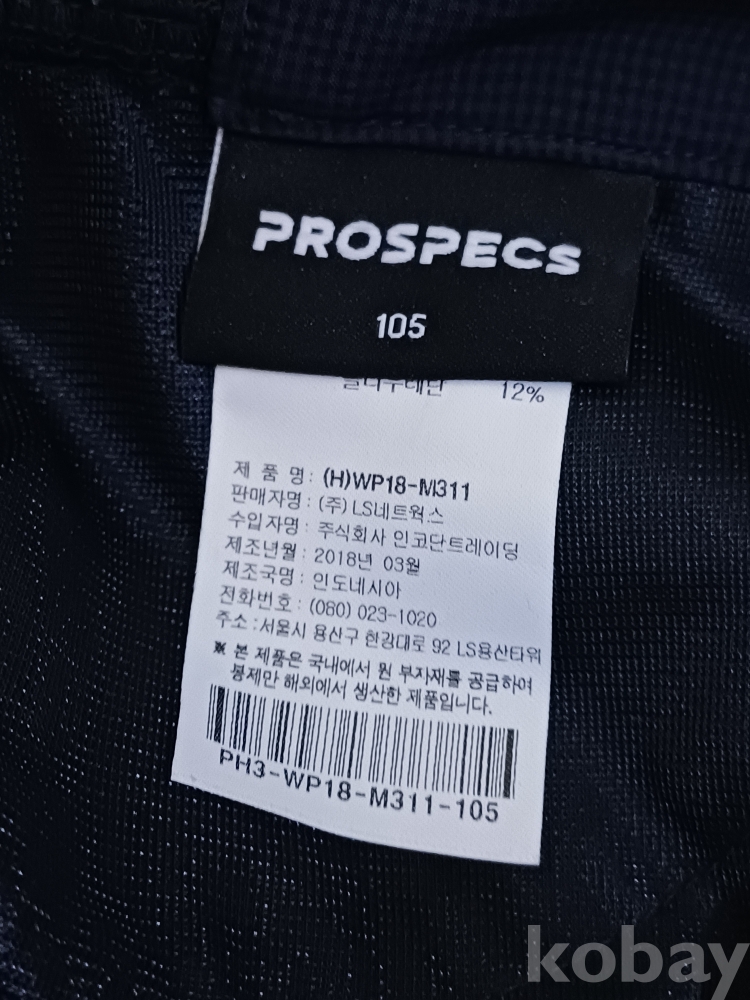 PROSPECS
105
12%
제 품 명 : (H)WP18-M311
판매자명 : (주)LS네트웍스
수입자명 : 주식회사 인코단트레이딩
제조년월 : 2018년 03월
제조국명 : 인도네시아
전화번호 : (080) 023-1020
주소 : 서울시 용산구 한강대로 92 LS용산타워
※ 본 제품은 국내에서 원 부자재를 공급하여
봉제만 해외에서 생산한 제품입니다.
PH3-WP18-M311-105
kobay